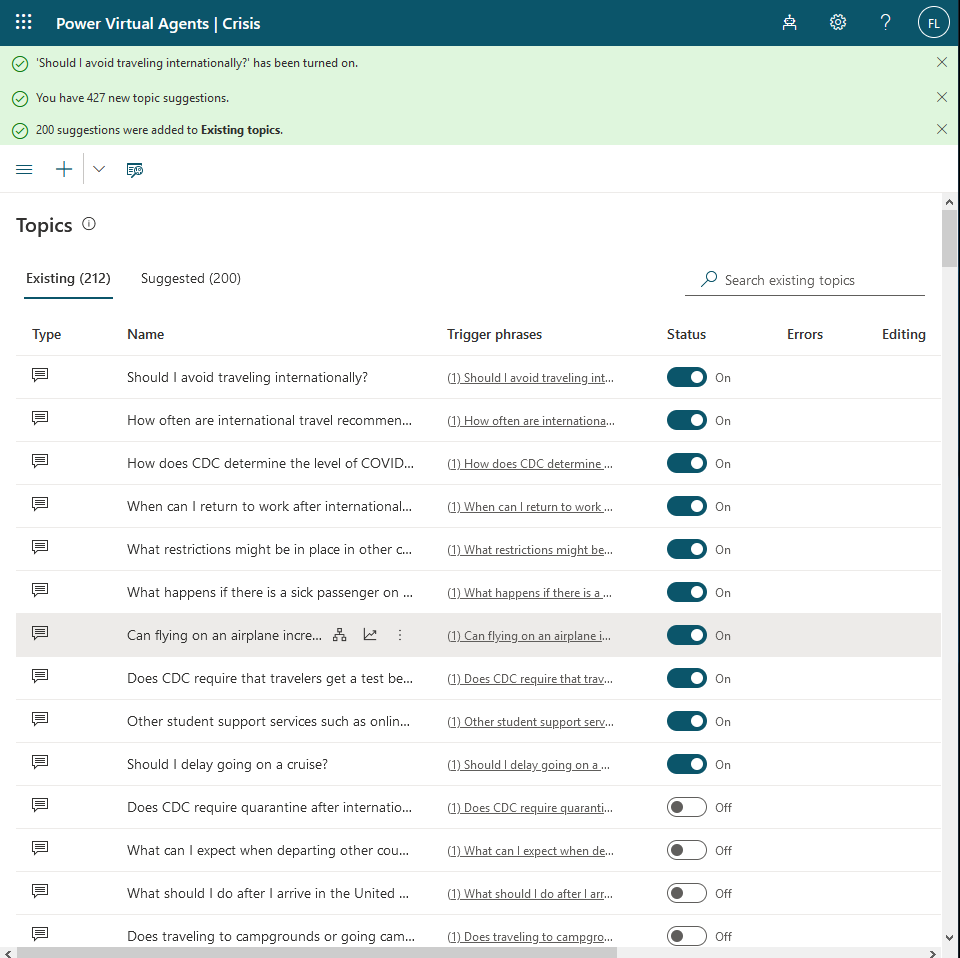 Power Virtual Agents | Crisis
FL
'Should I avoid traveling internationally?' has been turned on.
You have 427 new topic suggestions.
200 suggestions were added to Existing topics.
Topics
Existing (212) Suggested (200) Search existing topics
Type Name Trigger phrases Status Errors Editing
Should I avoid traveling internationally? (1) Should I avoid traveling int... On
How often are international travel recommen... (1) How often are internationa... On
How does CDC determine the level of COVID... (1) How does CDC determine ... On
When can I return to work after international... (1) When can I return to work ... On
What restrictions might be in place in other c... (1) What restrictions might be... On
What happens if there is a sick passenger on ... (1) What happens if there is a ... On
Can flying on an airplane incre... (1) Can flying on an airplane i... On
Does CDC require that travelers get a test be... (1) Does CDC require that trav... On
Other student support services such as onlin... (1) Other student support serv... On
Should I delay going on a cruise? (1) Should I delay going on a ... On
Does CDC require quarantine after internatio... (1) Does CDC require quaranti... Off
What can I expect when departing other cou... (1) What can I expect when de... Off
What should I do after I arrive in the United ... (1) What should I do after I arr... Off
Does traveling to campgrounds or going cam... (1) Does traveling to campgro... Off